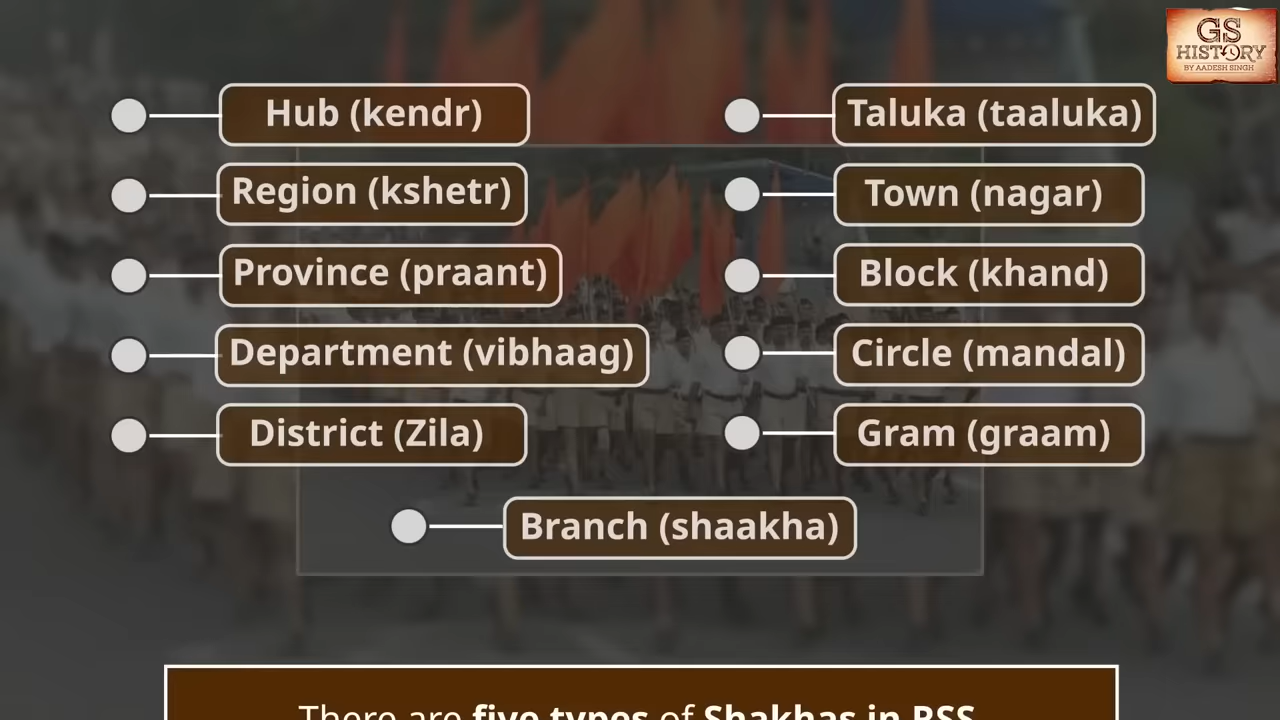 GS
HISTORY
BY AADESH SINGH
Hub (kendr)
Region (kshetr)
Province (praant)
Department (vibhaag)
District (Zila)
Taluka (taaluka)
Town (nagar)
Block (khand)
Circle (mandal)
Gram (graam)
Branch (shaakha)
There are five types of Shakhas in RSS